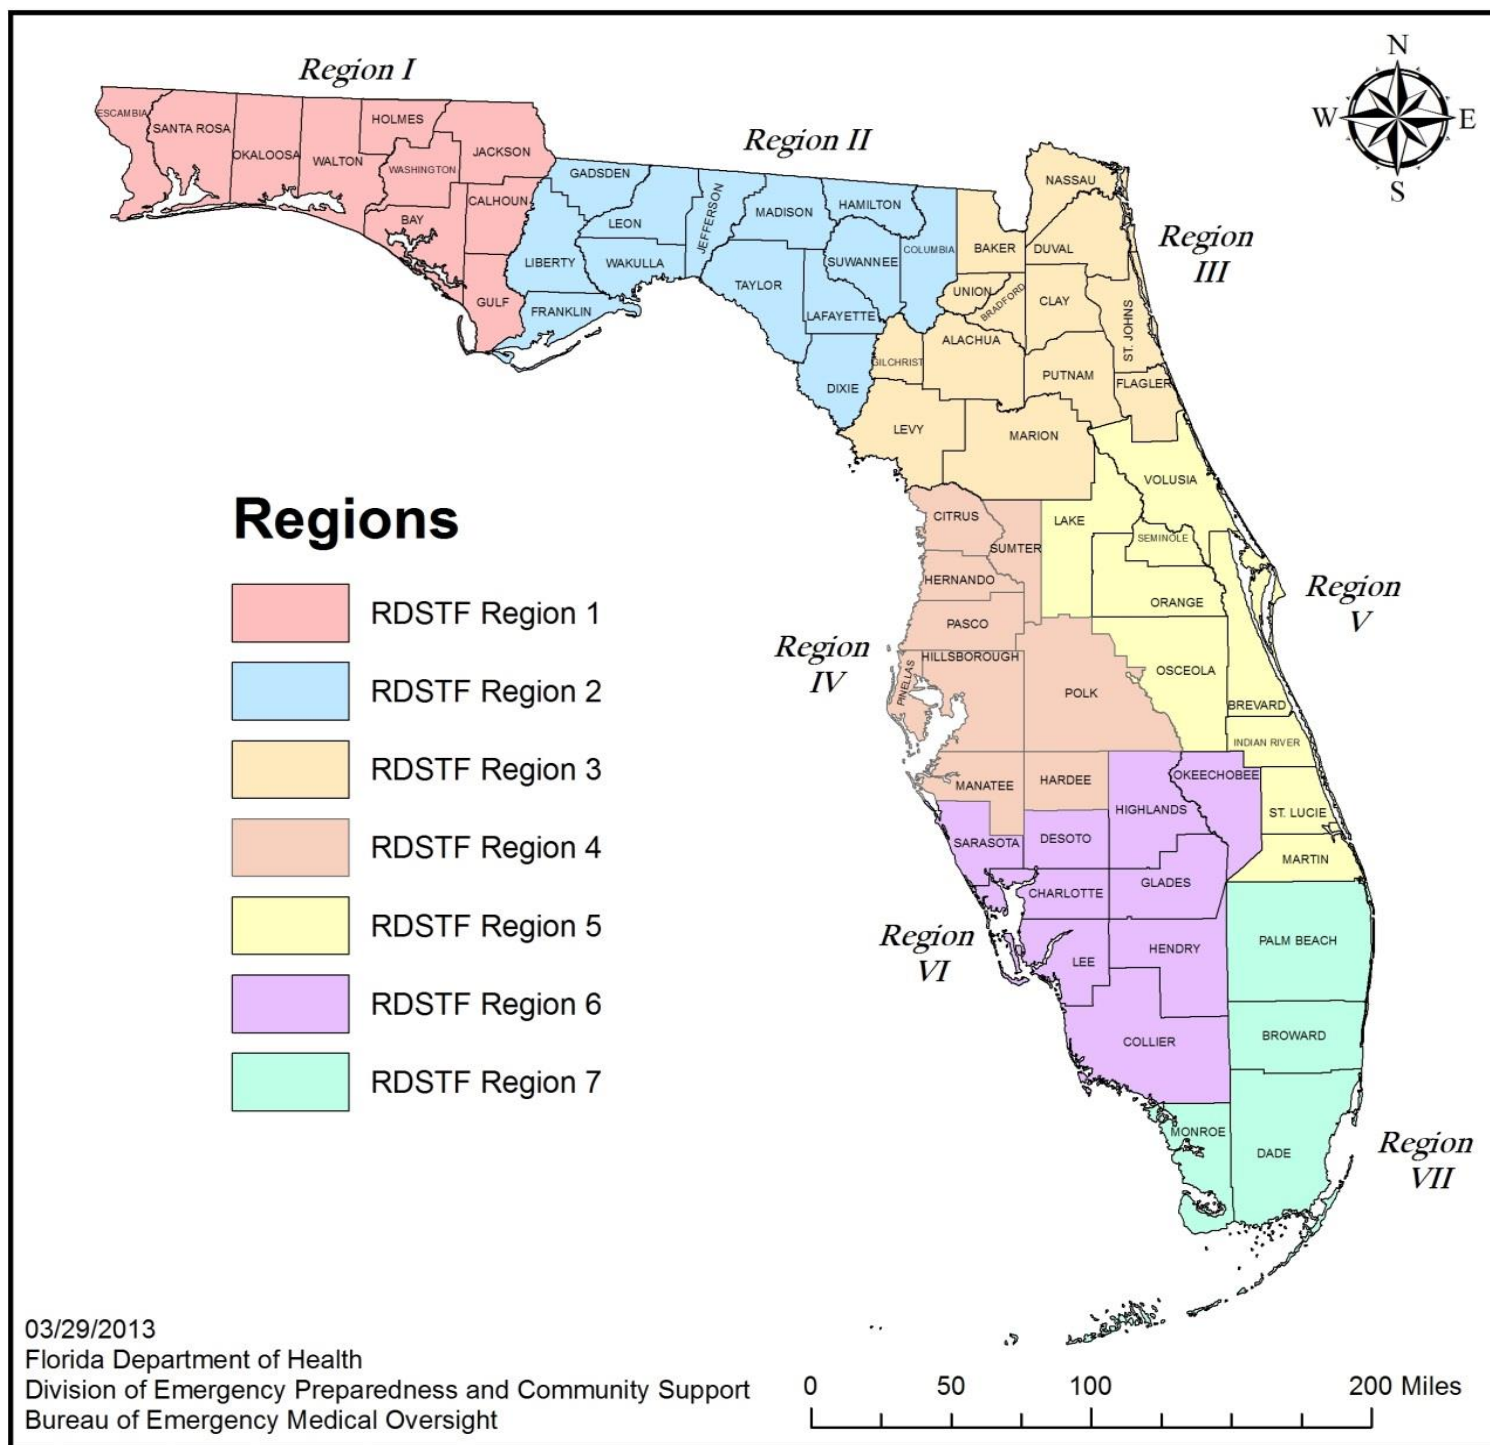 Region I
Region II
N
W
E
S
Region
III
ESCAMBIA
SANTA ROSA
OKALOOSA
WALTON
HOLMES
WASHINGTON
JACKSON
BAY
CALHOUN
GULF
GADSDEN
LEON
LIBERTY
WAKULLA
FRANKLIN
JEFFERSON
MADISON
TAYLOR
HAMILTON
SUWANNEE
LAFAYETTE
COLUMBIA
DIXIE
NASSAU
BAKER
DUVAL
UNION
BRADFORD
CLAY
ST. JOHNS
GILCHRIST
ALACHUA
PUTNAM
FLAGLER
LEVY
MARION
Regions
RDSTF Region 1
RDSTF Region 2
RDSTF Region 3
RDSTF Region 4
RDSTF Region 5
RDSTF Region 6
RDSTF Region 7
VOLUSIA
LAKE
SEMINOLE
ORANGE
OSCEOLA
BREVARD
INDIAN RIVER
ST. LUCIE
MARTIN
Region
V
CITRUS
SUMTER
HERNANDO
PASCO
HILLSBOROUGH
PINELLAS
POLK
MANATEE
HARDEE
Region
IV
OKEECHOBEE
HIGHLANDS
SARASOTA
DESOTO
CHARLOTTE
GLADES
LEE
HENDRY
COLLIER
Region
VI
PALM BEACH
BROWARD
MONROE
DADE
Region
VII
03/29/2013
Florida Department of Health
Division of Emergency Preparedness and Community Support
Bureau of Emergency Medical Oversight
0 50 100 200 Miles